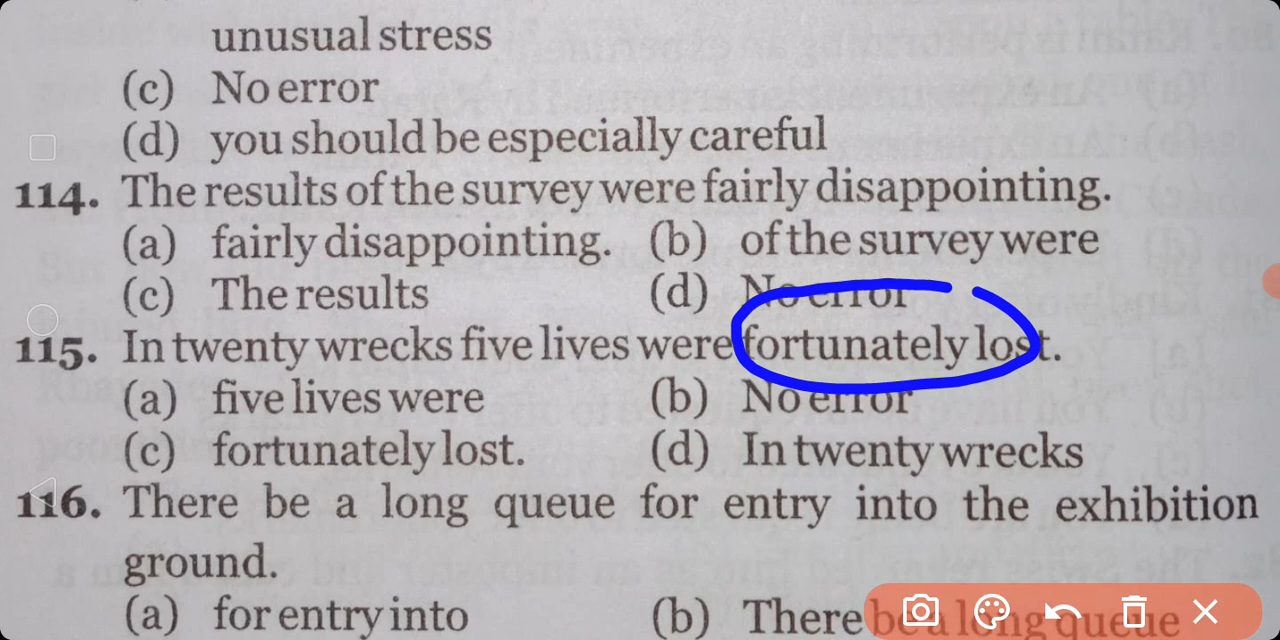 unusual stress
(c) No error
(d) you should be especially careful
114. The results of the survey were fairly disappointing.
(a) fairly disappointing. (b) of the survey were
(c) The results (d) No error
115. In twenty wrecks five lives were fortunately lost.
(a) five lives were (b) No error
(c) fortunately lost. (d) In twenty wrecks
116. There be a long queue for entry into the exhibition
ground.
(a) for entry into (b) There be a long queue